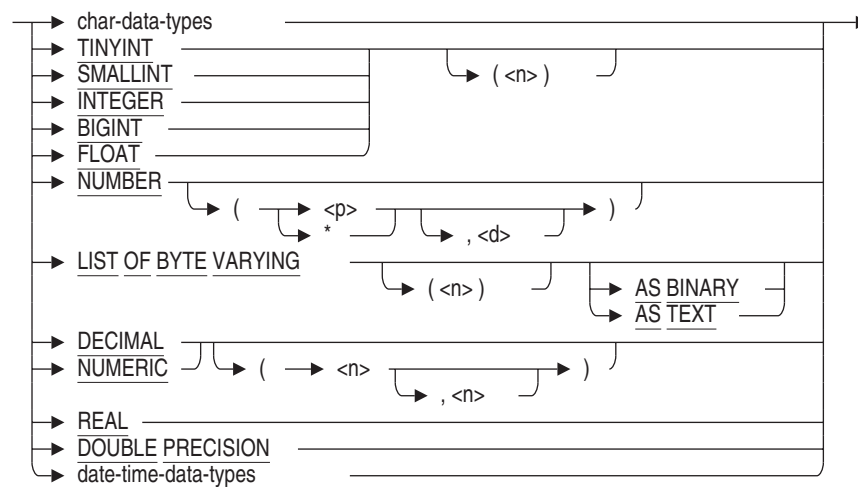 char-data-types
TINYINT
SMALLINT
( <n> )
INTEGER
BIGINT
FLOAT
NUMBER
( <p> )
*
, <d>
LIST OF BYTE VARYING
( <n> )
AS BINARY
AS TEXT
DECIMAL
NUMERIC
( <n> )
, <n>
REAL
DOUBLE PRECISION
date-time-data-types